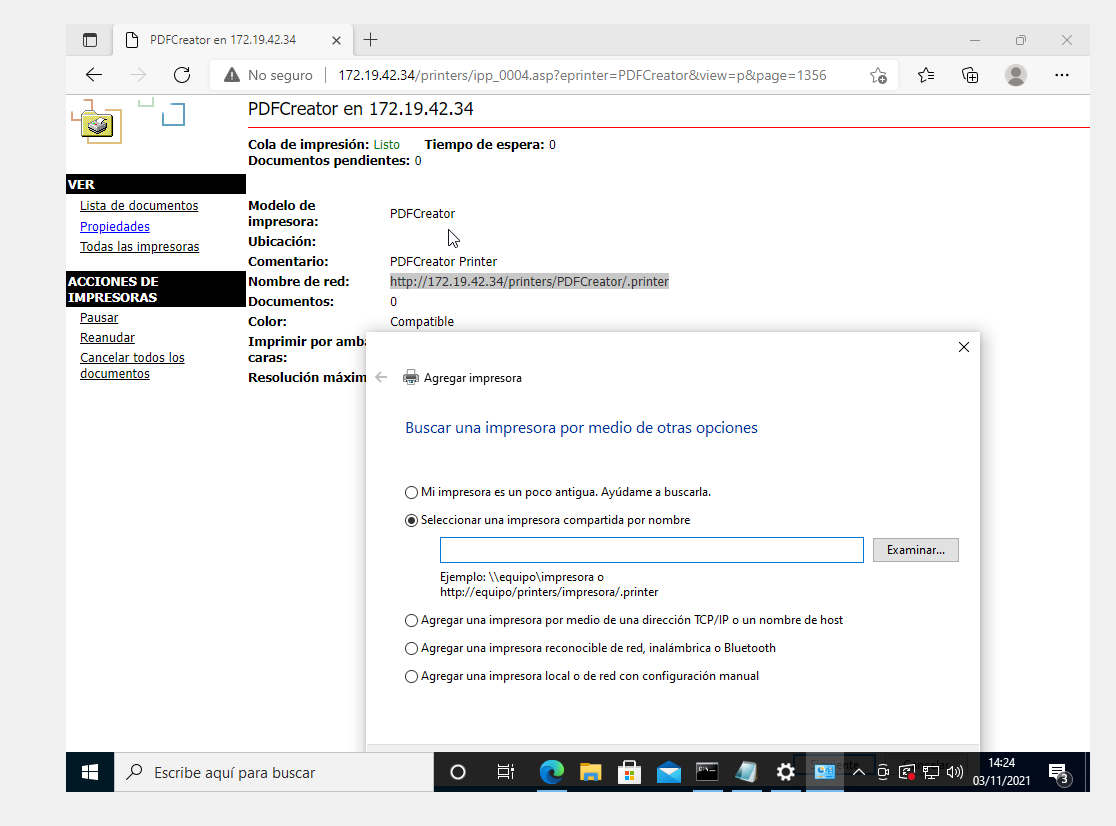 PDFCreator en 172.19.42.34
No seguro
172.19.42.34/printers/ipp_0004.asp?eprinter=PDFCreator&view=p&page=1356
PDFCreator en 172.19.42.34
Cola de impresión: Listo Tiempo de espera: 0
Documentos pendientes: 0
VER
Lista de documentos
Propiedades
Todas las impresoras
ACCIONES DE
IMPRESORAS
Pausar
Reanudar
Cancelar todos los
documentos
Modelo de
impresora:
PDFCreator
Ubicación:
Comentario: PDFCreator Printer
Nombre de red: http://172.19.42.34/printers/PDFCreator/.printer
Documentos: 0
Color: Compatible
Imprimir por amba
caras:
Resolución máxim
Agregar impresora
Buscar una impresora por medio de otras opciones
Mi impresora es un poco antigua. Ayúdame a buscarla.
Seleccionar una impresora compartida por nombre
Examinar...
Ejemplo: \\equipo\impresora o
http://equipo/printers/impresora/.printer
Agregar una impresora por medio de una dirección TCP/IP o un nombre de host
Agregar una impresora reconocible de red, inalámbrica o Bluetooth
Agregar una impresora local o de red con configuración manual
Escribe aquí para buscar
14:24
03/11/2021
3